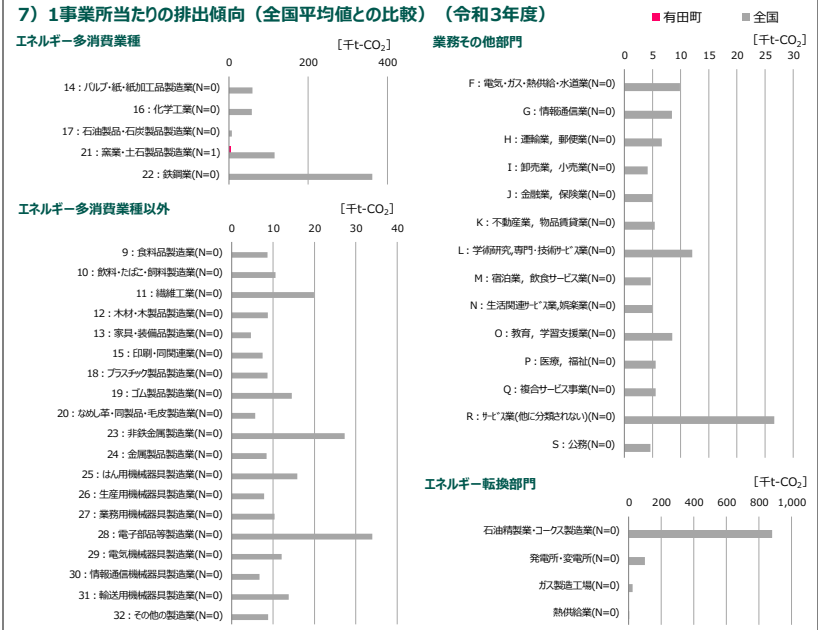 7）1事業所当たりの排出傾向（全国平均値との比較）（令和3年度）
■有田町 ■全国
エネルギー多消費業種
[千t-CO₂]
0 200 400
14：パルプ・紙・紙加工品製造業(N=0)
16：化学工業(N=0)
17：石油製品・石炭製品製造業(N=0)
21：窯業・土石製品製造業(N=1)
22：鉄鋼業(N=0)
エネルギー多消費業種以外
[千t-CO₂]
0 10 20 30 40
9：食料品製造業(N=0)
10：飲料・たばこ・飼料製造業(N=0)
11：繊維工業(N=0)
12：木材・木製品製造業(N=0)
13：家具・装備品製造業(N=0)
15：印刷・同関連業(N=0)
18：プラスチック製品製造業(N=0)
19：ゴム製品製造業(N=0)
20：なめし革・同製品・毛皮製造業(N=0)
23：非鉄金属製造業(N=0)
24：金属製品製造業(N=0)
25：はん用機械器具製造業(N=0)
26：生産用機械器具製造業(N=0)
27：業務用機械器具製造業(N=0)
28：電子部品等製造業(N=0)
29：電気機械器具製造業(N=0)
30：情報通信機械器具製造業(N=0)
31：輸送用機械器具製造業(N=0)
32：その他の製造業(N=0)
業務その他部門
[千t-CO₂]
0 5 10 15 20 25 30
F：電気・ガス・熱供給・水道業(N=0)
G：情報通信業(N=0)
H：運輸業，郵便業(N=0)
I：卸売業，小売業(N=0)
J：金融業，保険業(N=0)
K：不動産業，物品賃貸業(N=0)
L：学術研究,専門・技術サービス業(N=0)
M：宿泊業，飲食サービス業(N=0)
N：生活関連サービス業,娯楽業(N=0)
O：教育，学習支援業(N=0)
P：医療，福祉(N=0)
Q：複合サービス事業(N=0)
R：サービス業(他に分類されない)(N=0)
S：公務(N=0)
エネルギー転換部門
[千t-CO₂]
0 200 400 600 800 1,000
石油精製業・コークス製造業(N=0)
発電所・変電所(N=0)
ガス製造工場(N=0)
熱供給業(N=0)